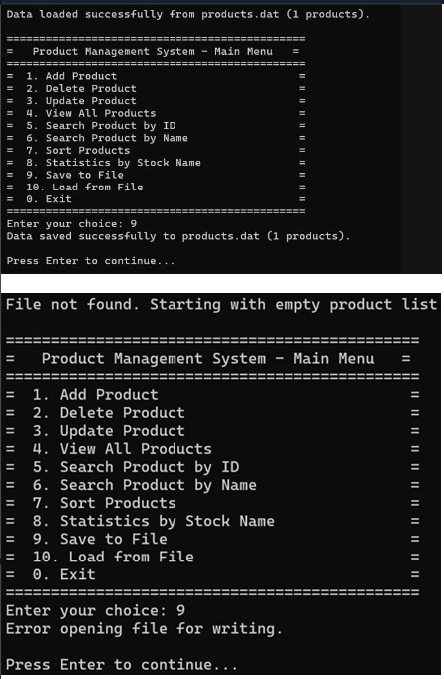 Data loaded successfully from products.dat (1 products).
==============================================
=   Product Management System - Main Menu   =
==============================================
=  1. Add Product                            =
=  2. Delete Product                         =
=  3. Update Product                         =
=  4. View All Products                      =
=  5. Search Product by ID                   =
=  6. Search Product by Name                 =
=  7. Sort Products                          =
=  8. Statistics by Stock Name               =
=  9. Save to File                           =
=  10. Load from File                        =
=  0. Exit                                   =
==============================================
Enter your choice: 9
Data saved successfully to products.dat (1 products).
Press Enter to continue...
File not found. Starting with empty product list
==============================================
=   Product Management System - Main Menu   =
==============================================
=  1. Add Product                            =
=  2. Delete Product                         =
=  3. Update Product                         =
=  4. View All Products                      =
=  5. Search Product by ID                   =
=  6. Search Product by Name                 =
=  7. Sort Products                          =
=  8. Statistics by Stock Name               =
=  9. Save to File                           =
=  10. Load from File                        =
=  0. Exit                                   =
==============================================
Enter your choice: 9
Error opening file for writing.
Press Enter to continue...